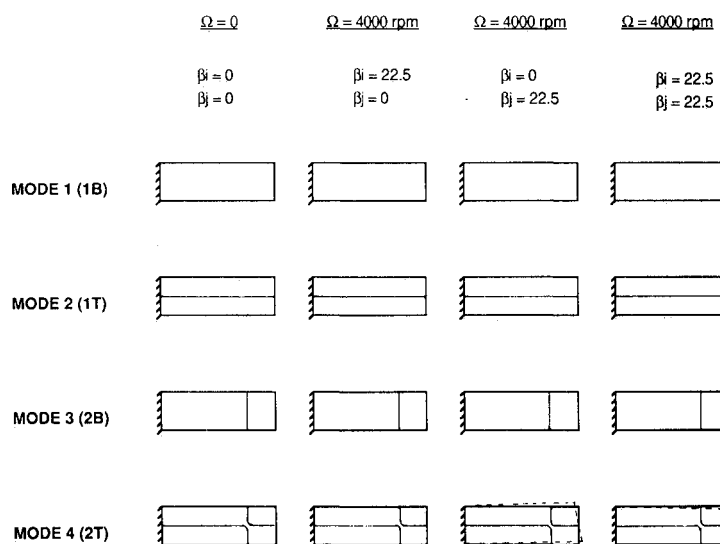 Ω = 0 Ω = 4000 rpm Ω = 4000 rpm Ω = 4000 rpm
βi = 0 βi = 22.5 βi = 0 βi = 22.5
βj = 0 βj = 0 βj = 22.5 βj = 22.5
MODE 1 (1B)
MODE 2 (1T)
MODE 3 (2B)
MODE 4 (2T)